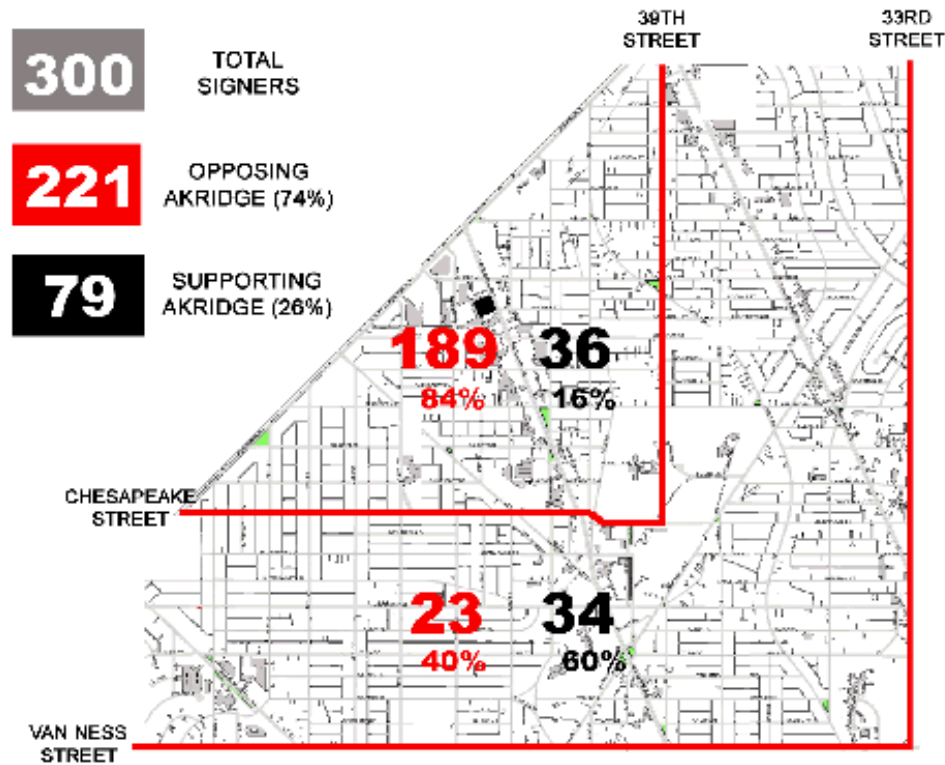 39TH
STREET
33RD
STREET
300
TOTAL
SIGNERS
221
OPPOSING
AKRIDGE (74%)
79
SUPPORTING
AKRIDGE (26%)
189
36
84%
16%
CHESAPEAKE
STREET
23
34
40%
60%
VAN NESS
STREET